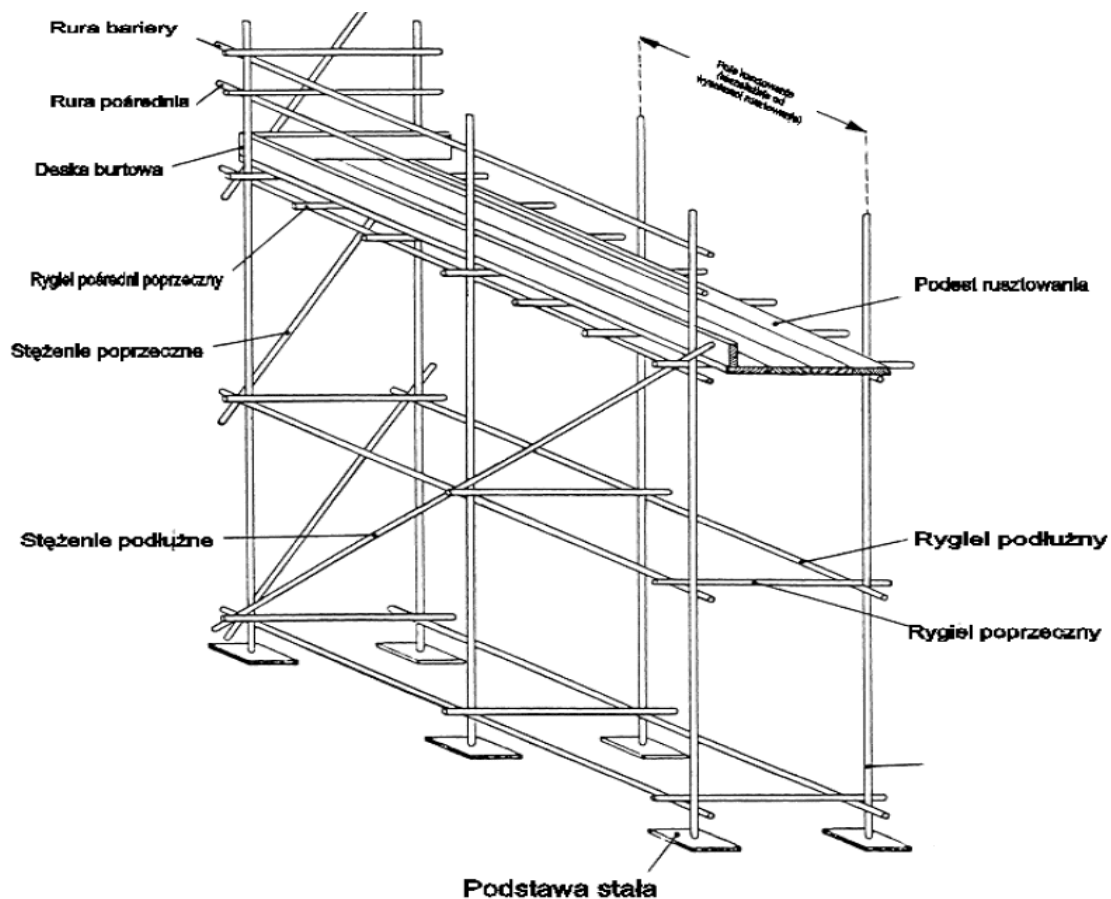 Rura bariery
Rura pośrednia
Deska burtowa
Rygiel pośredni poprzeczny
Stężenie poprzeczne
Stężenie podłużne
Podest rusztowania
Rygiel podłużny
Rygiel poprzeczny
Podstawa stała